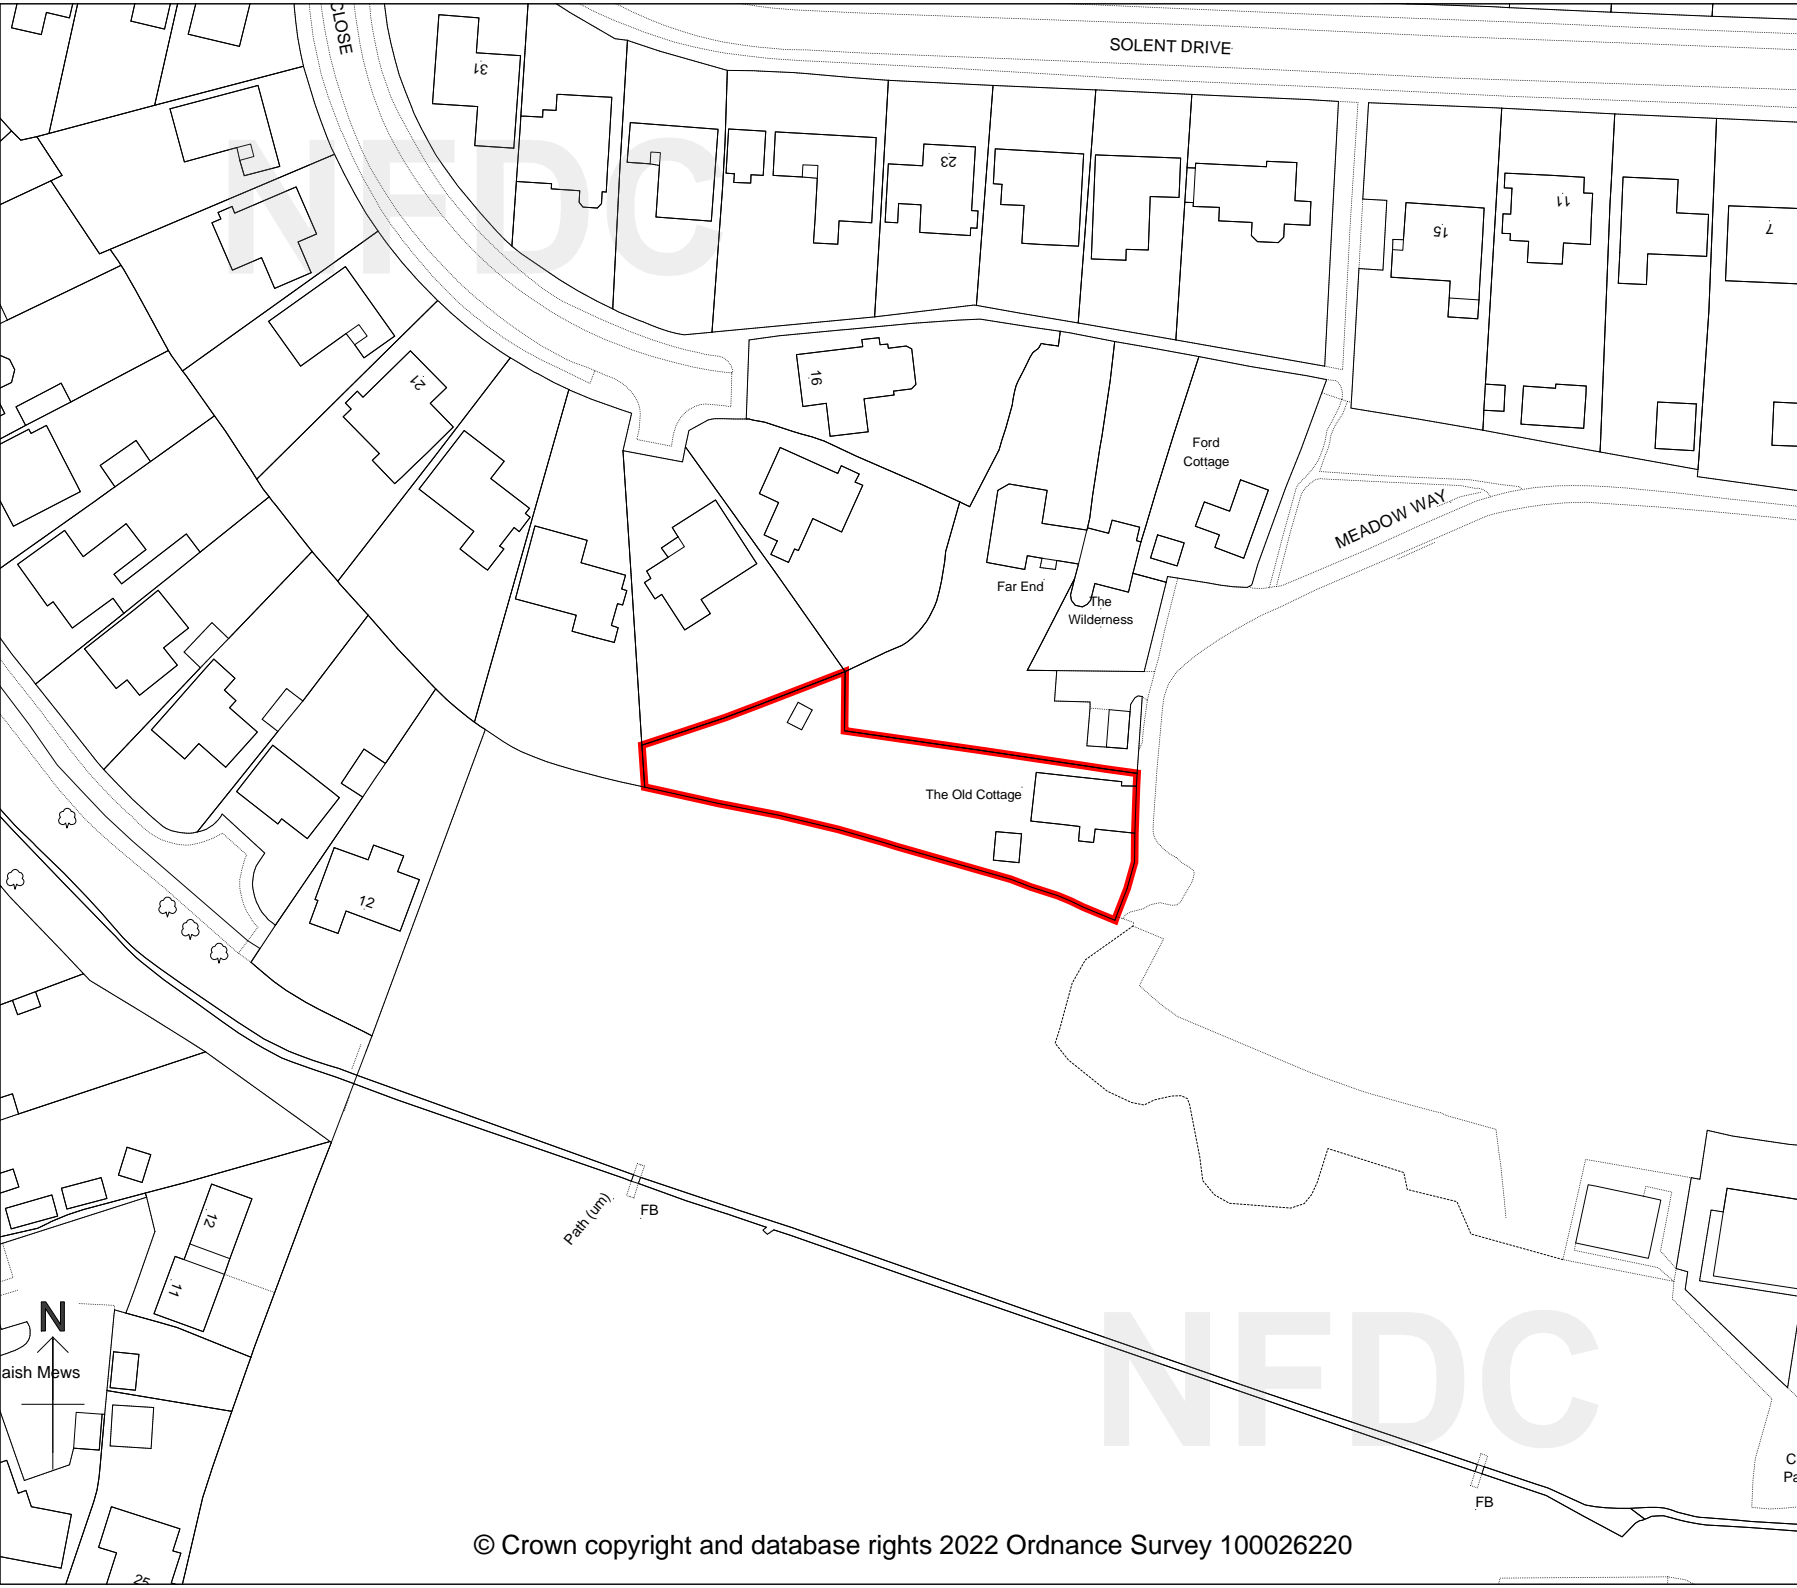 CLOSE
SOLENT DRIVE
31
23
15
11
7
21
16
Ford
Cottage
MEADOW WAY
Far End
The
Wilderness
The Old Cottage
12
Path (um)
FB
12
11
N
aish Mews
FB
C
Pa
25
NFDC
NFDC
© Crown copyright and database rights 2022 Ordnance Survey 100026220